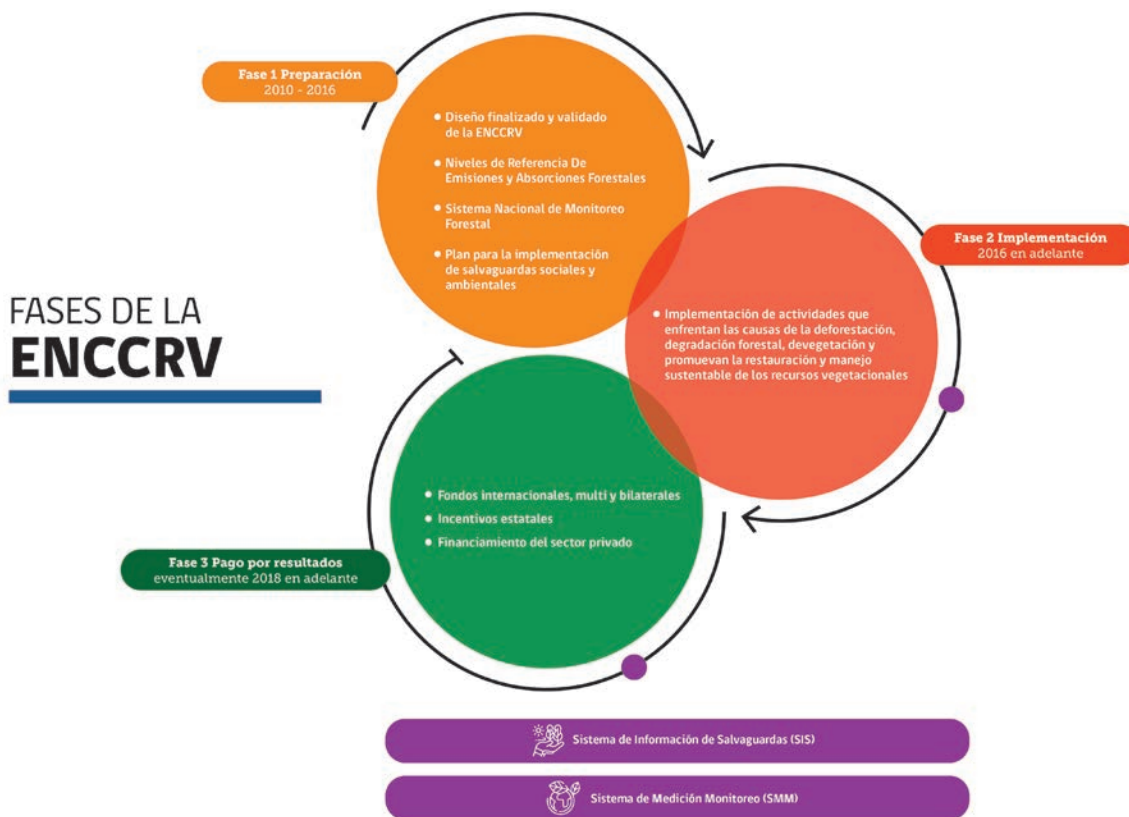 Fase 1 Preparación
2010 - 2016
• Diseño finalizado y validado
de la ENCCRV
• Niveles de Referencia De
Emisiones y Absorciones Forestales
• Sistema Nacional de Monitoreo
Forestal
• Plan para la implementación
de salvaguardas sociales y
ambientales
Fase 2 Implementación
2016 en adelante
• Implementación de actividades que
enfrentan las causas de la deforestación,
degradación forestal, devegetación y
promuevan la restauración y manejo
sustentable de los recursos vegetacionales
FASES DE LA
ENCCRV
• Fondos internacionales, multi y bilaterales
• Incentivos estatales
• Financiamiento del sector privado
Fase 3 Pago por resultados
eventualmente 2018 en adelante
Sistema de Información de Salvaguardas (SIS)
Sistema de Medición Monitoreo (SMM)